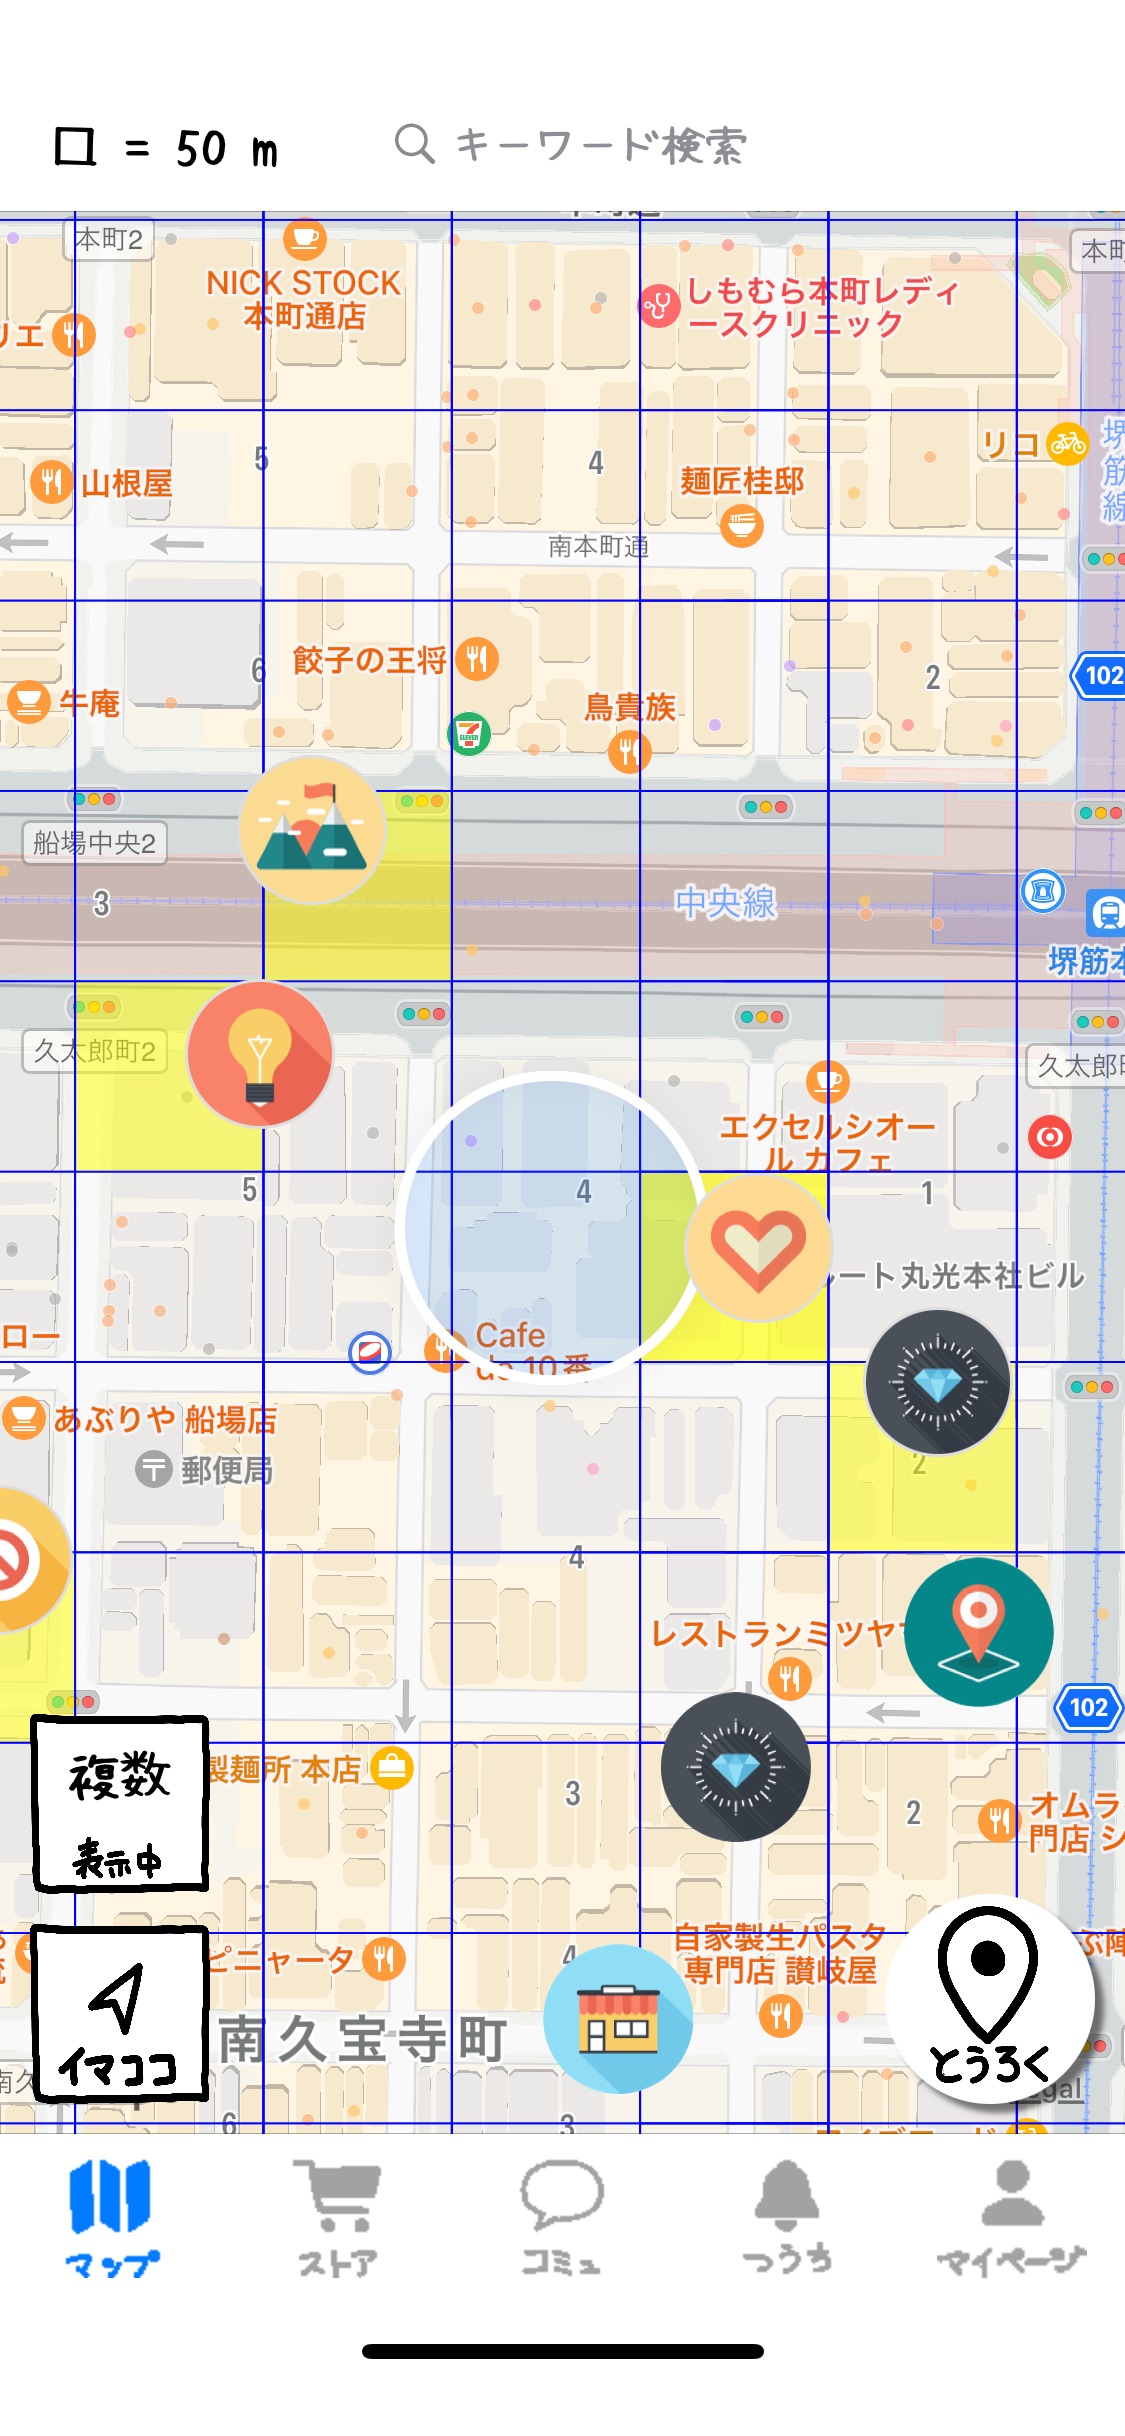 口 = 50 m
キーワード検索
本町2
NICK STOCK
本町通店
しもむら本町レディ
ースクリニック
リエ
リコ
堺
筋
線
5
4
山根屋
麺匠桂邸
南本町通
6
餃子の王将
2
102
牛庵
鳥貴族
7
ELEVEN
船場中央2
3
中央線
堺筋本
久太郎町2
久太郎町
エクセルシオー
ル カフェ
5
4
1
ート丸光本社ビル
ロー
Cafe
de 10 番
あぶりや 船場店
郵便局
2
4
レストランミツヤ
102
複数
表示中
製麺所 本店
3
2
オムラ
門店 シ
4
自家製生パスタ
専門店 讃岐屋
ピニャータ
イマココ
南久宝寺町
とうろく
南久
6
3
マップ
ストア
コミュ
つうち
マイページ